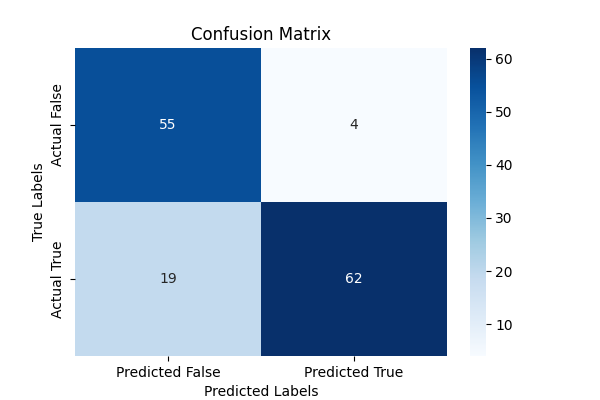 Confusion Matrix
True Labels
Actual False
55
4
Actual True
19
62
Predicted False
Predicted True
Predicted Labels
60
50
40
30
20
10